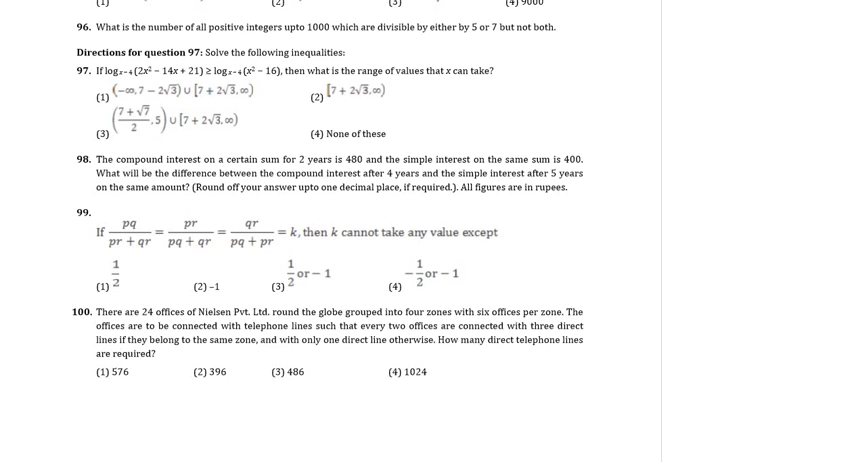 (1) (2) (3) (4) 9000
96. What is the number of all positive integers upto 1000 which are divisible by either by 5 or 7 but not both.
Directions for question 97: Solve the following inequalities:
97. If logₓ₋₄(2x² − 14x + 21) ≥ logₓ₋₄(x² − 16), then what is the range of values that x can take?
(1) (−∞, 7 − 2√3) ∪ [7 + 2√3, ∞) (2) [7 + 2√3, ∞)
(3) ((7 + √7)/2, 5) ∪ [7 + 2√3, ∞) (4) None of these
98. The compound interest on a certain sum for 2 years is 480 and the simple interest on the same sum is 400.
What will be the difference between the compound interest after 4 years and the simple interest after 5 years
on the same amount? (Round off your answer upto one decimal place, if required.). All figures are in rupees.
99.
If pq/(pr + qr) = pr/(pq + qr) = qr/(pq + pr) = k, then k cannot take any value except
(1) 1/2 (2) –1 (3) 1/2 or − 1 (4) −1/2 or − 1
100. There are 24 offices of Nielsen Pvt. Ltd. round the globe grouped into four zones with six offices per zone. The
offices are to be connected with telephone lines such that every two offices are connected with three direct
lines if they belong to the same zone, and with only one direct line otherwise. How many direct telephone lines
are required?
(1) 576 (2) 396 (3) 486 (4) 1024